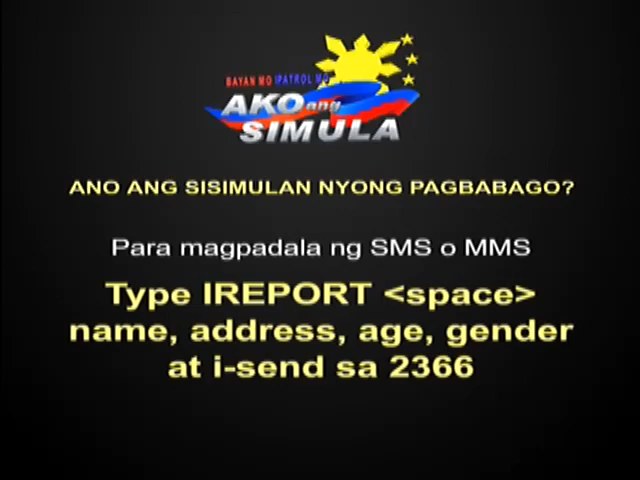 BAYAN MO IPATROL MO
AKO ang
SIMULA
ANO ANG SISIMULAN NYONG PAGBABAGO?
Para magpadala ng SMS o MMS
Type IREPORT <space>
name, address, age, gender
at i-send sa 2366